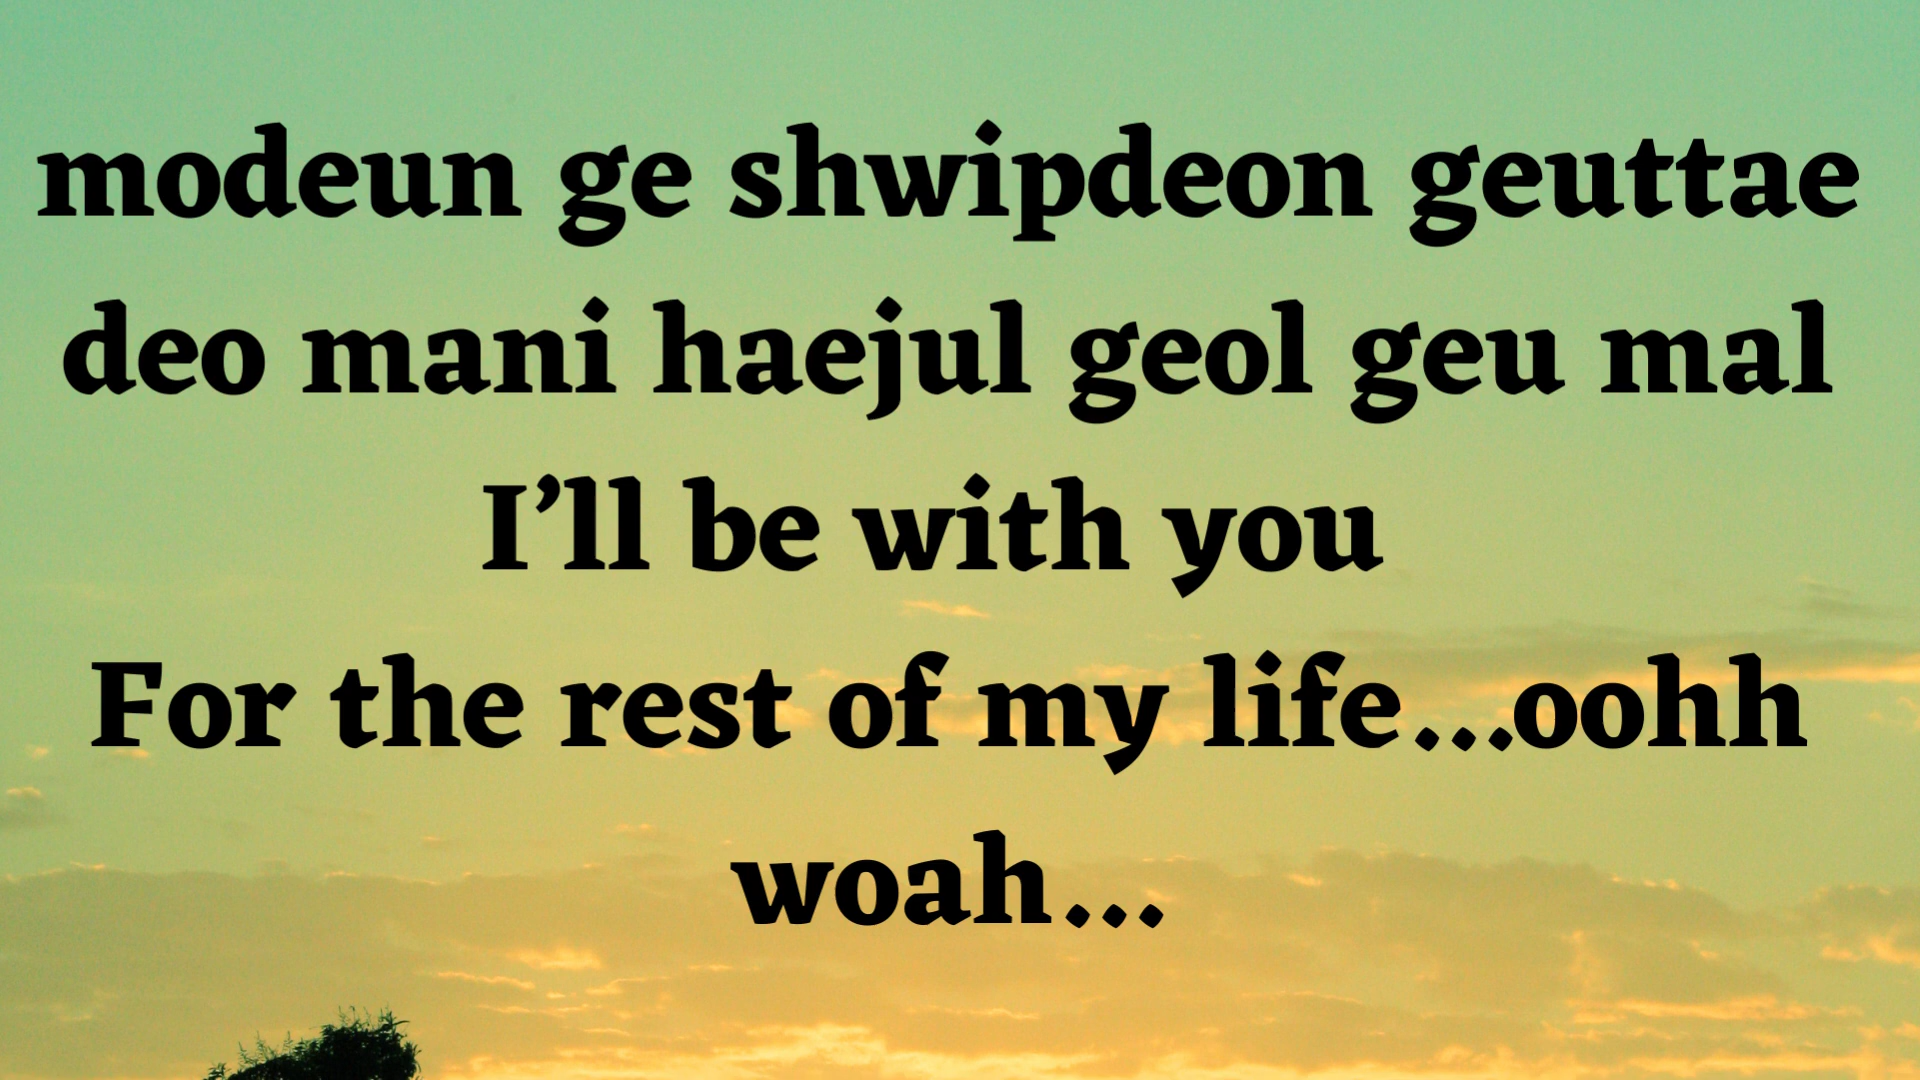 modeun ge shwipdeon geuttae
deo mani haejul geol geu mal
I’ll be with you
For the rest of my life...oohh
woah...